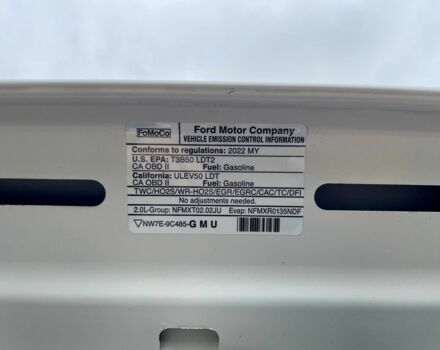 FoMoCo
Ford Motor Company
VEHICLE EMISSION CONTROL INFORMATION
Conforms to regulations: 2022 MY
U.S. EPA: T3B50 LDT2
CA OBD II Fuel: Gasoline
California: ULEV50 LDT
CA OBD II Fuel: Gasoline
TWC/HO2S/WR-HO2S/EGR/EGRC/CAC/TC/DFI
No adjustments needed.
2.0L-Group: NFMXT02.02JU Evap: NFMXR0135NDF
NW7E-9C485-GMU